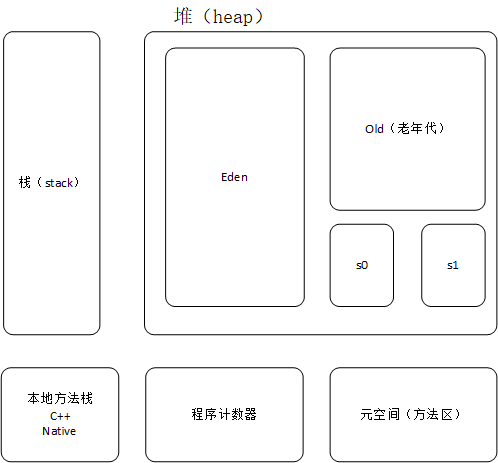 堆（heap）
栈（stack）
Eden
Old（老年代）
s0
s1
本地方法栈
C++
Native
程序计数器
元空间（方法区）